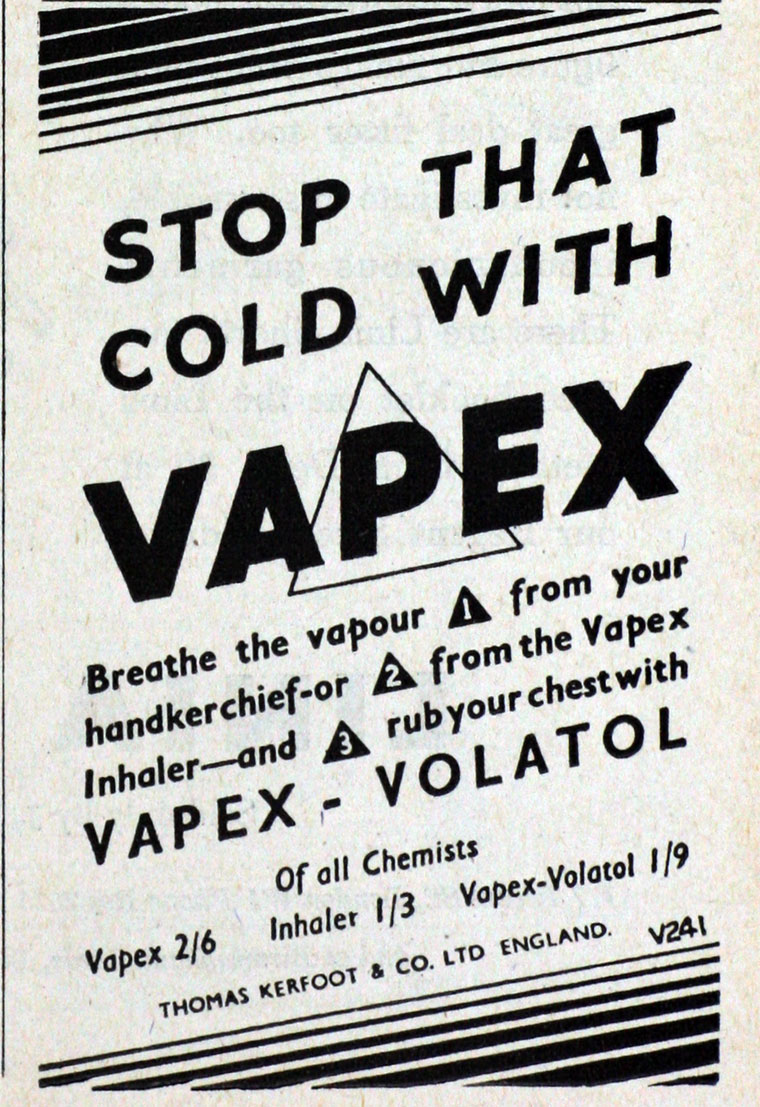 STOP THAT
COLD WITH
VAPEX
Breathe the vapour 1 from your
handkerchief-or 2 from the Vapex
Inhaler—and 3 rub your chest with
VAPEX - VOLATOL
Of all Chemists
Vapex 2/6 Inhaler 1/3 Vapex-Volatol 1/9
THOMAS KERFOOT & CO. LTD ENGLAND. V241